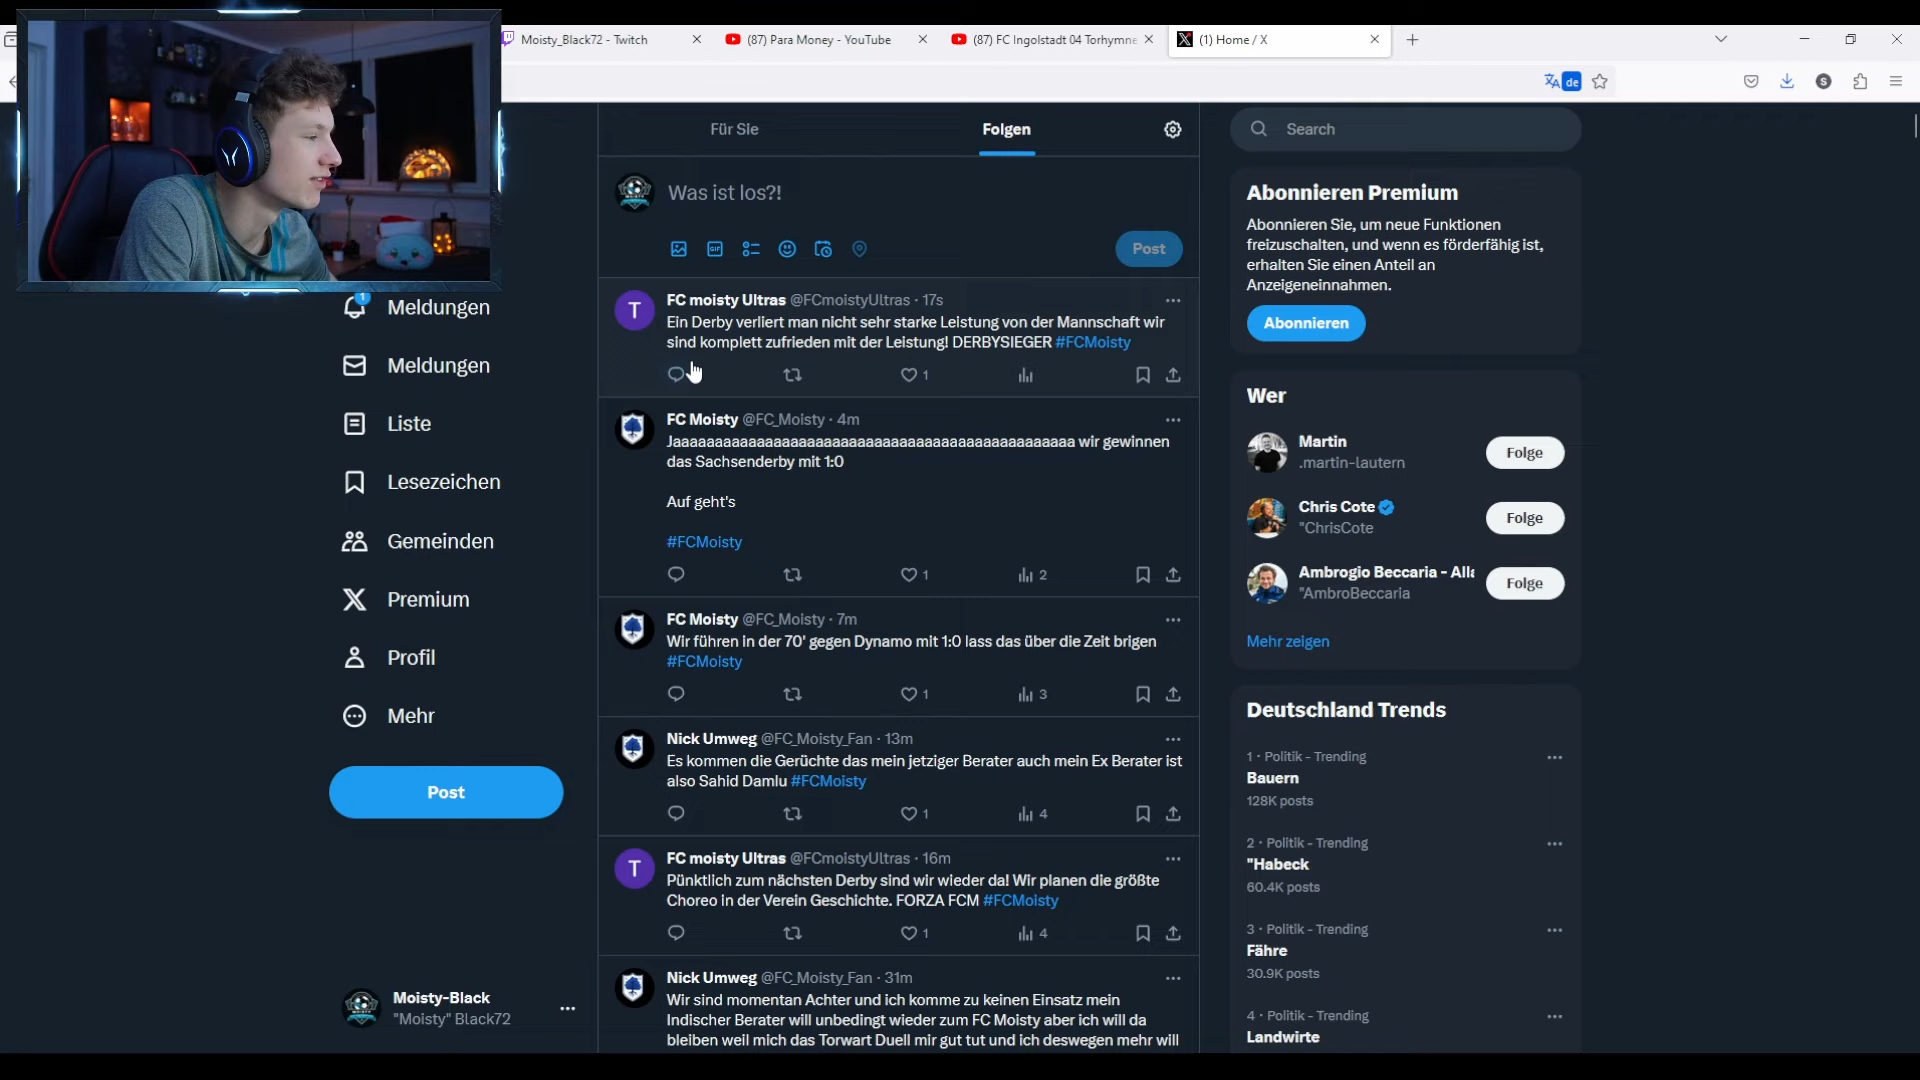 Moisty_Black72 - Twitch
(87) Para Money - YouTube
(87) FC Ingolstadt 04 Torhymne
(1) Home / X
de
S
Für Sie
Folgen
Search
Was ist los?!
GIF
Post
Abonnieren Premium
Abonnieren Sie, um neue Funktionen
freizuschalten, und wenn es förderfähig ist,
erhalten Sie einen Anteil an
Anzeigeneinnahmen.
Abonnieren
1
Meldungen
Meldungen
Liste
Lesezeichen
Gemeinden
Premium
Profil
Mehr
Post
Moisty-Black
"Moisty" Black72
T
FC moisty Ultras @FCmoistyUltras · 17s
Ein Derby verliert man nicht sehr starke Leistung von der Mannschaft wir
sind komplett zufrieden mit der Leistung! DERBYSIEGER #FCMoisty
1
FC Moisty @FC_Moisty · 4m
Jaaaaaaaaaaaaaaaaaaaaaaaaaaaaaaaaaaaaaaaaaaaa wir gewinnen
das Sachsenderby mit 1:0
Auf geht's
#FCMoisty
1 2
FC Moisty @FC_Moisty · 7m
Wir führen in der 70' gegen Dynamo mit 1:0 lass das über die Zeit brigen
#FCMoisty
1 3
Nick Umweg @FC_Moisty_Fan · 13m
Es kommen die Gerüchte das mein jetziger Berater auch mein Ex Berater ist
also Sahid Damlu #FCMoisty
1 4
T
FC moisty Ultras @FCmoistyUltras · 16m
Pünktlich zum nächsten Derby sind wir wieder da! Wir planen die größte
Choreo in der Verein Geschichte. FORZA FCM #FCMoisty
1 4
Nick Umweg @FC_Moisty_Fan · 31m
Wir sind momentan Achter und ich komme zu keinen Einsatz mein
Indischer Berater will unbedingt wieder zum FC Moisty aber ich will da
bleiben weil mich das Torwart Duell mir gut tut und ich deswegen mehr will
Wer
Martin
.martin-lautern
Folge
Chris Cote
"ChrisCote
Folge
Ambrogio Beccaria - Alla
"AmbroBeccaria
Folge
Mehr zeigen
Deutschland Trends
1 · Politik - Trending
Bauern
128K posts
2 · Politik - Trending
"Habeck
60.4K posts
3 · Politik - Trending
Fähre
30.9K posts
4 · Politik - Trending
Landwirte